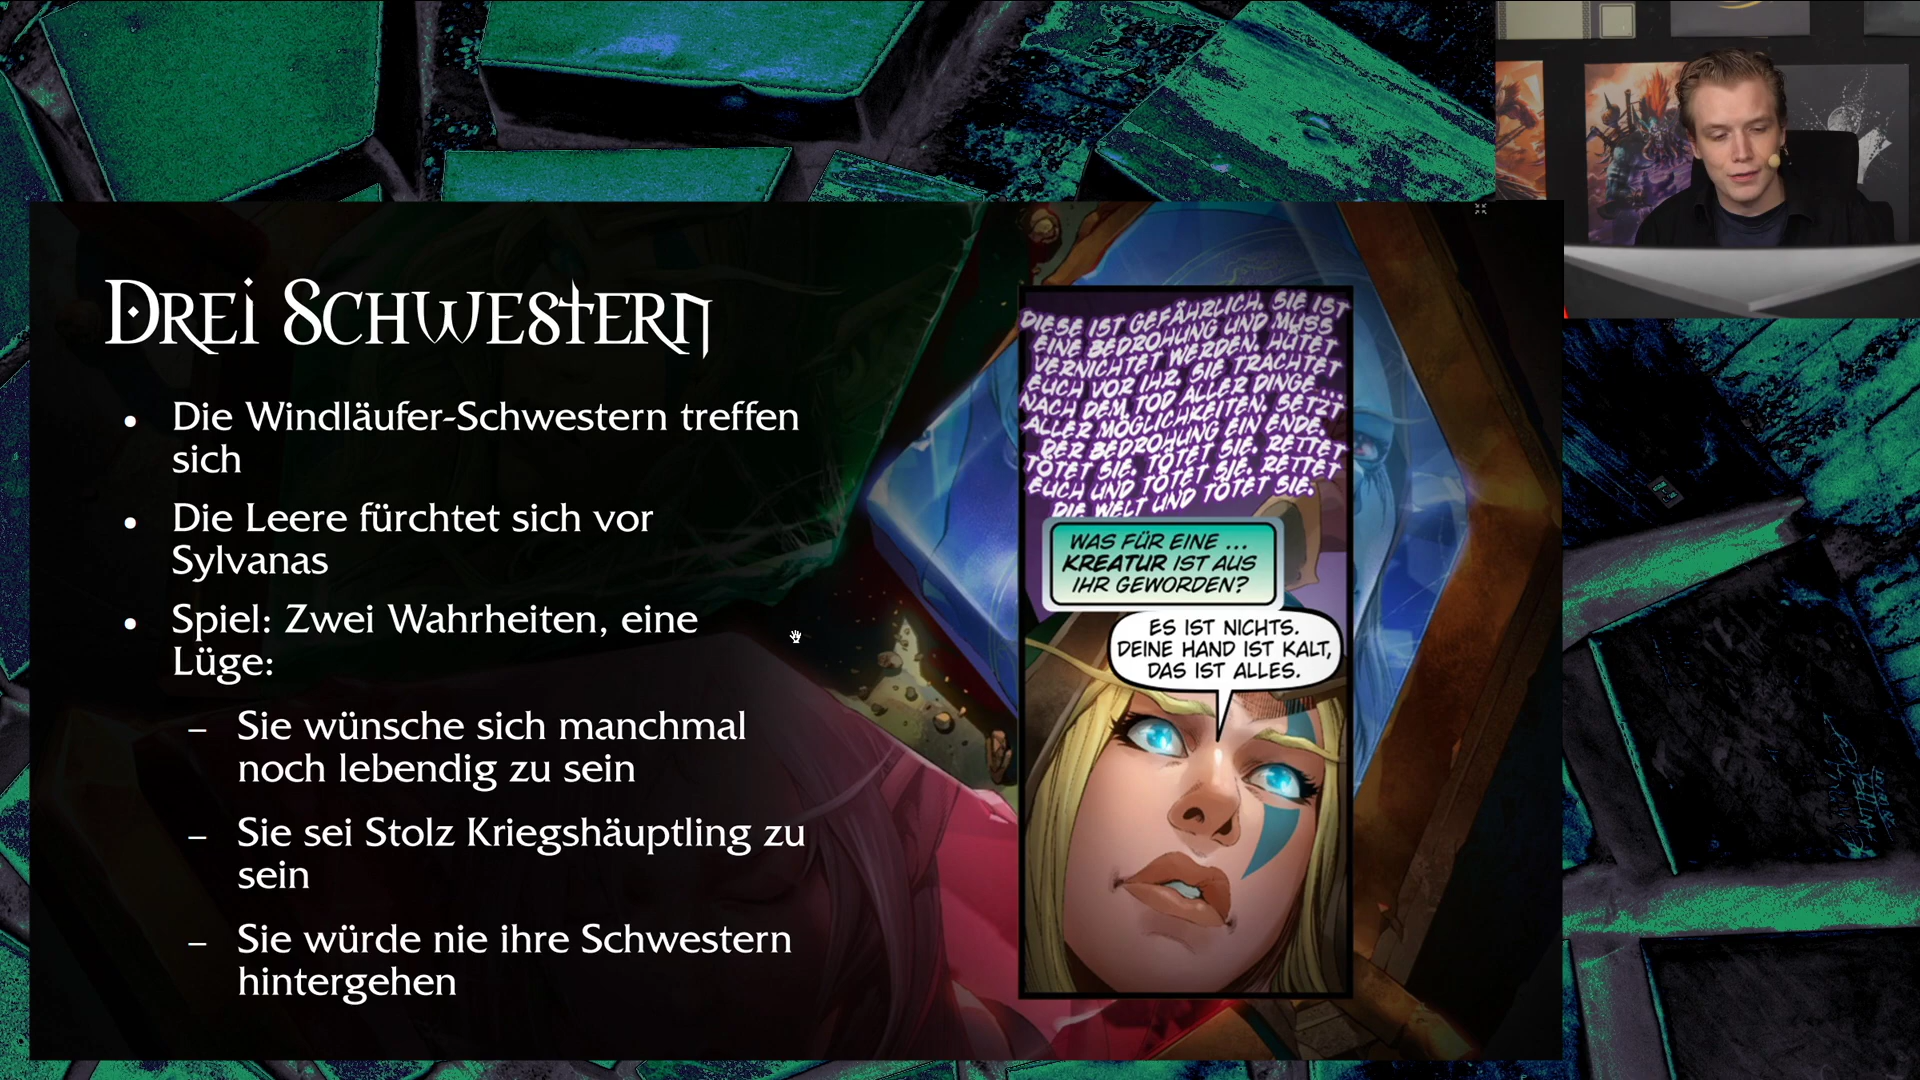 Drei Schwestern
• Die Windläufer-Schwestern treffen
sich
• Die Leere fürchtet sich vor
Sylvanas
• Spiel: Zwei Wahrheiten, eine
Lüge:
– Sie wünsche sich manchmal
noch lebendig zu sein
– Sie sei Stolz Kriegshäuptling zu
sein
– Sie würde nie ihre Schwestern
hintergehen
DIESE IST GEFÄHRLICH. SIE IST
EINE BEDROHUNG UND MUSS
VERNICHTET WERDEN. HÜTET
EUCH VOR IHR. SIE TRACHTET
NACH DEM TOD ALLER DINGE ...
ALLER MÖGLICHKEITEN. SETZT
DER BEDROHUNG EIN ENDE.
TÖTET SIE. TÖTET SIE. RETTET
EUCH UND TÖTET SIE. RETTET
DIE WELT UND TÖTET SIE.
WAS FÜR EINE ...
KREATUR IST AUS
IHR GEWORDEN?
ES IST NICHTS.
DEINE HAND IST KALT,
DAS IST ALLES.